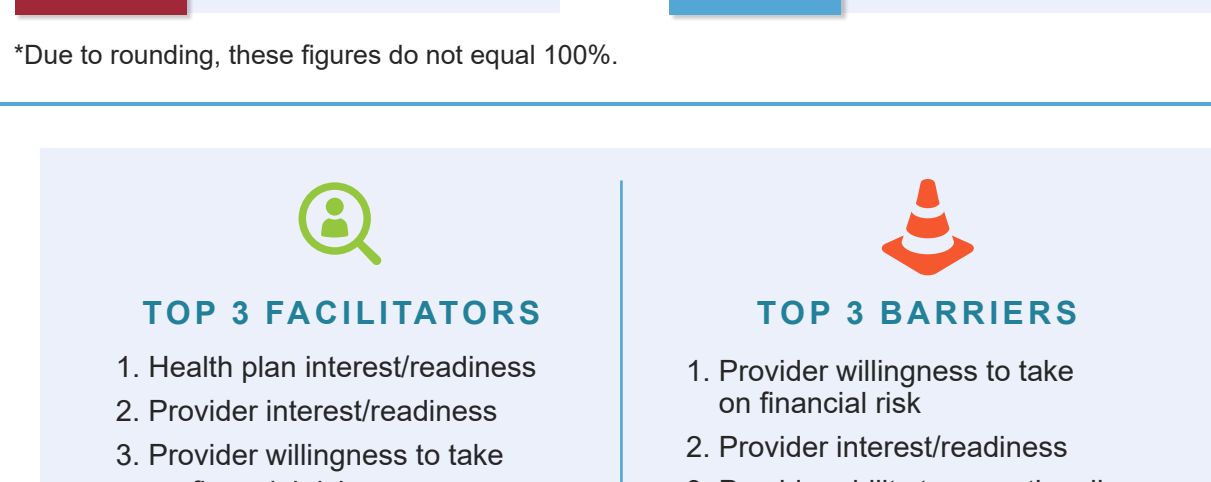 *Due to rounding, these figures do not equal 100%.
TOP 3 FACILITATORS
1. Health plan interest/readiness
2. Provider interest/readiness
3. Provider willingness to take
TOP 3 BARRIERS
1. Provider willingness to take
on financial risk
2. Provider interest/readiness